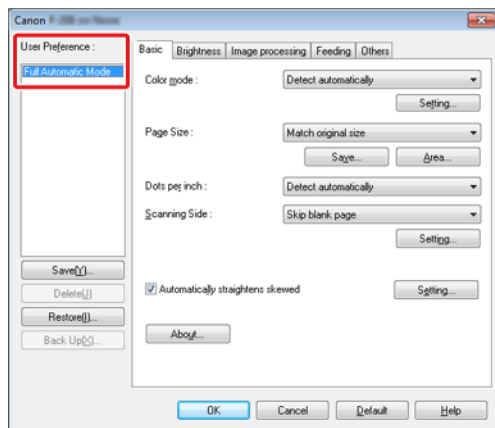 Canon
User Preference :
Full Automatic Mode
Save(Y)...
Delete(J)
Restore(I)...
Back Up(X)...
Basic Brightness Image processing Feeding Others
Color mode : Detect automatically
Setting...
Page Size : Match original size
Save... Area...
Dots per inch : Detect automatically
Scanning Side : Skip blank page
Setting...
Automatically straightens skewed Setting...
About...
OK Cancel Default Help